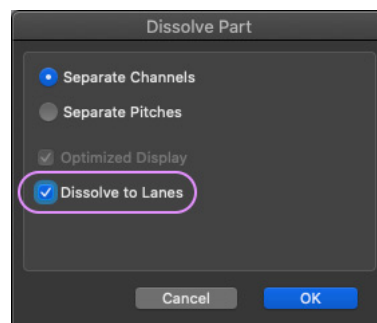 Dissolve Part
Separate Channels
Separate Pitches
Optimized Display
Dissolve to Lanes
Cancel
OK